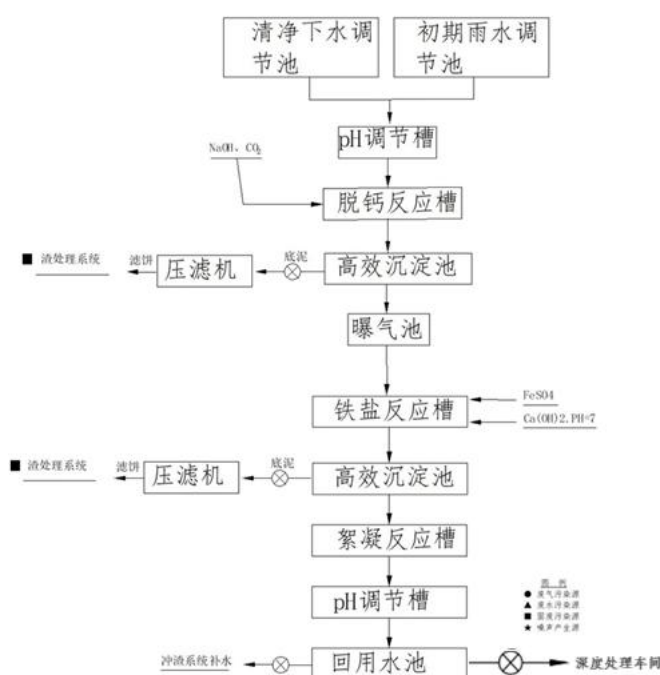 清净下水调
节池
初期雨水调
节池
pH调节槽
NaOH、CO₂
脱钙反应槽
渣处理系统
滤饼
压滤机
底泥
高效沉淀池
曝气池
铁盐反应槽
FeSO4
Ca(OH)2,PH=7
渣处理系统
滤饼
压滤机
底泥
高效沉淀池
絮凝反应槽
pH调节槽
图例
废气污染源
废水污染源
固废污染源
噪声产生源
冲渣系统补水
回用水池
深度处理车间